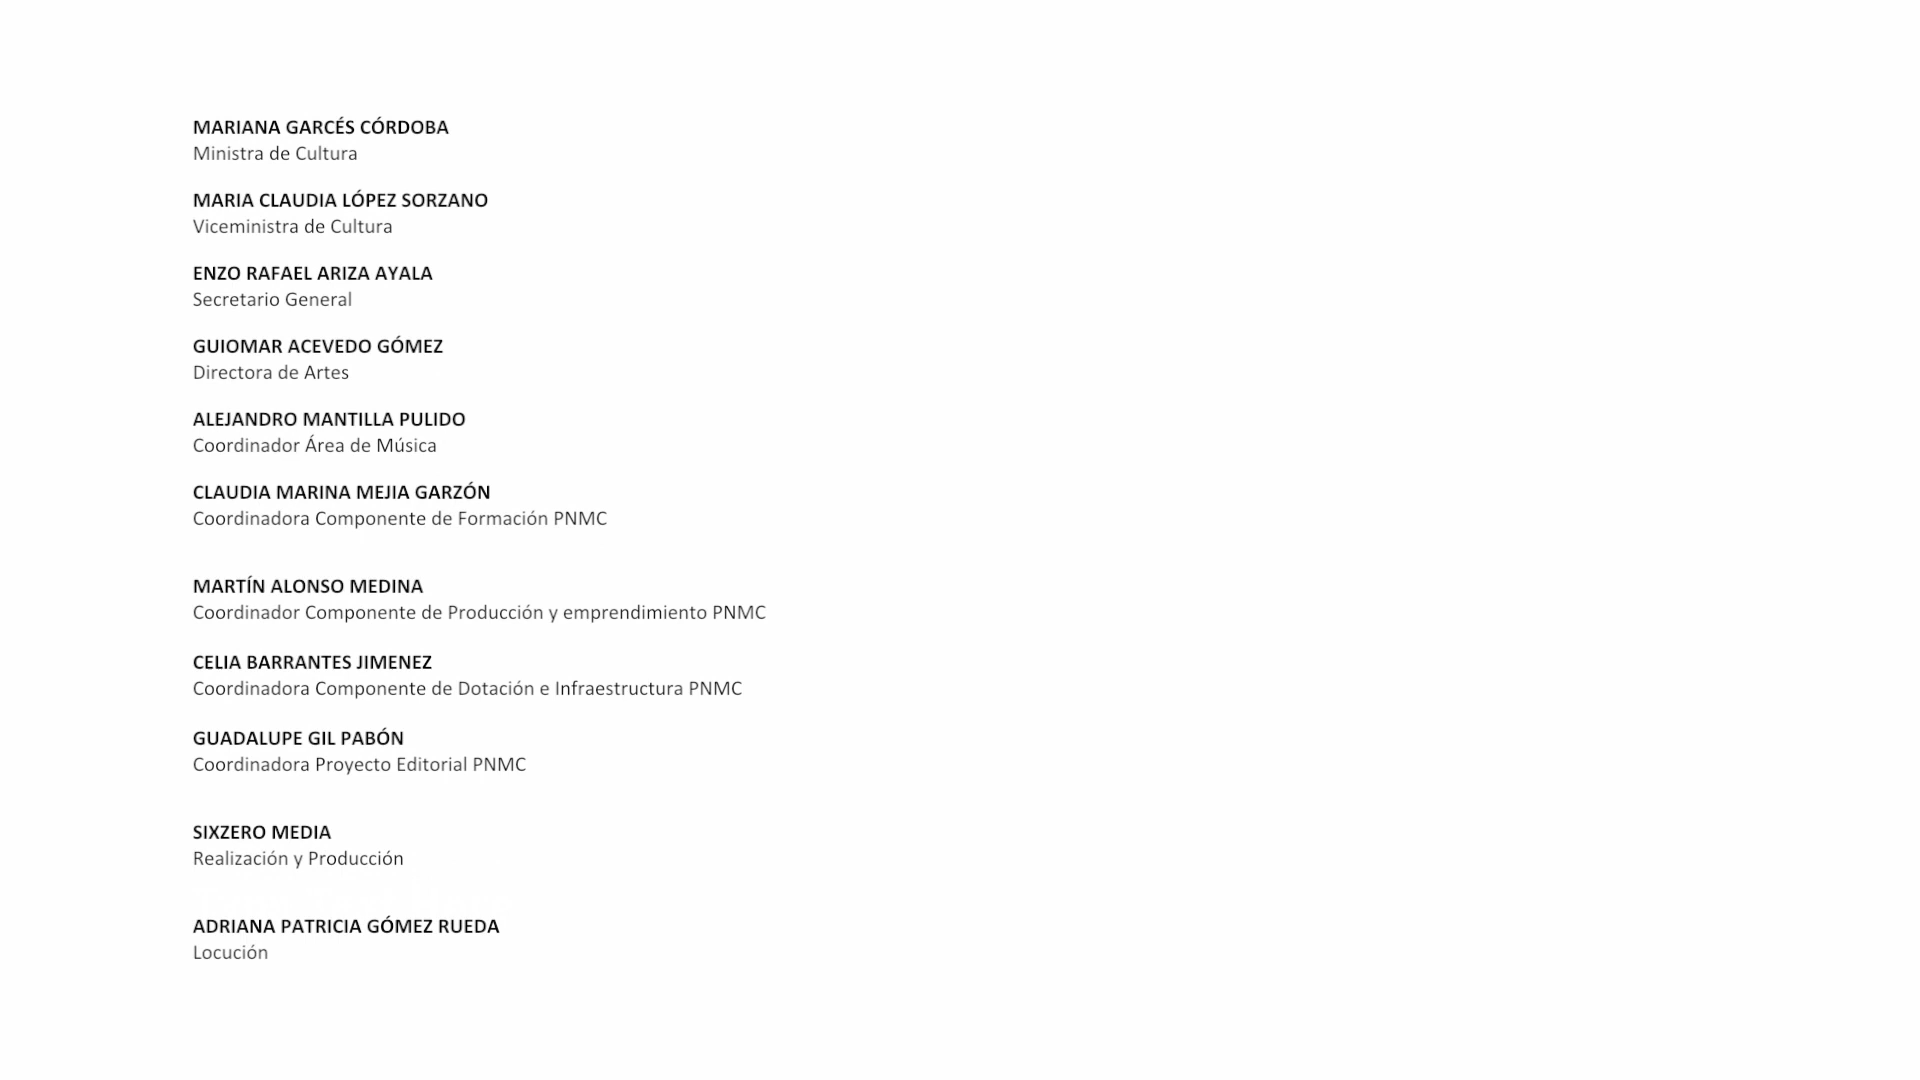 MARIANA GARCÉS CÓRDOBA
Ministra de Cultura
MARIA CLAUDIA LÓPEZ SORZANO
Viceministra de Cultura
ENZO RAFAEL ARIZA AYALA
Secretario General
GUIOMAR ACEVEDO GÓMEZ
Directora de Artes
ALEJANDRO MANTILLA PULIDO
Coordinador Área de Música
CLAUDIA MARINA MEJIA GARZÓN
Coordinadora Componente de Formación PNMC
MARTÍN ALONSO MEDINA
Coordinador Componente de Producción y emprendimiento PNMC
CELIA BARRANTES JIMENEZ
Coordinadora Componente de Dotación e Infraestructura PNMC
GUADALUPE GIL PABÓN
Coordinadora Proyecto Editorial PNMC
SIXZERO MEDIA
Realización y Producción
ADRIANA PATRICIA GÓMEZ RUEDA
Locución